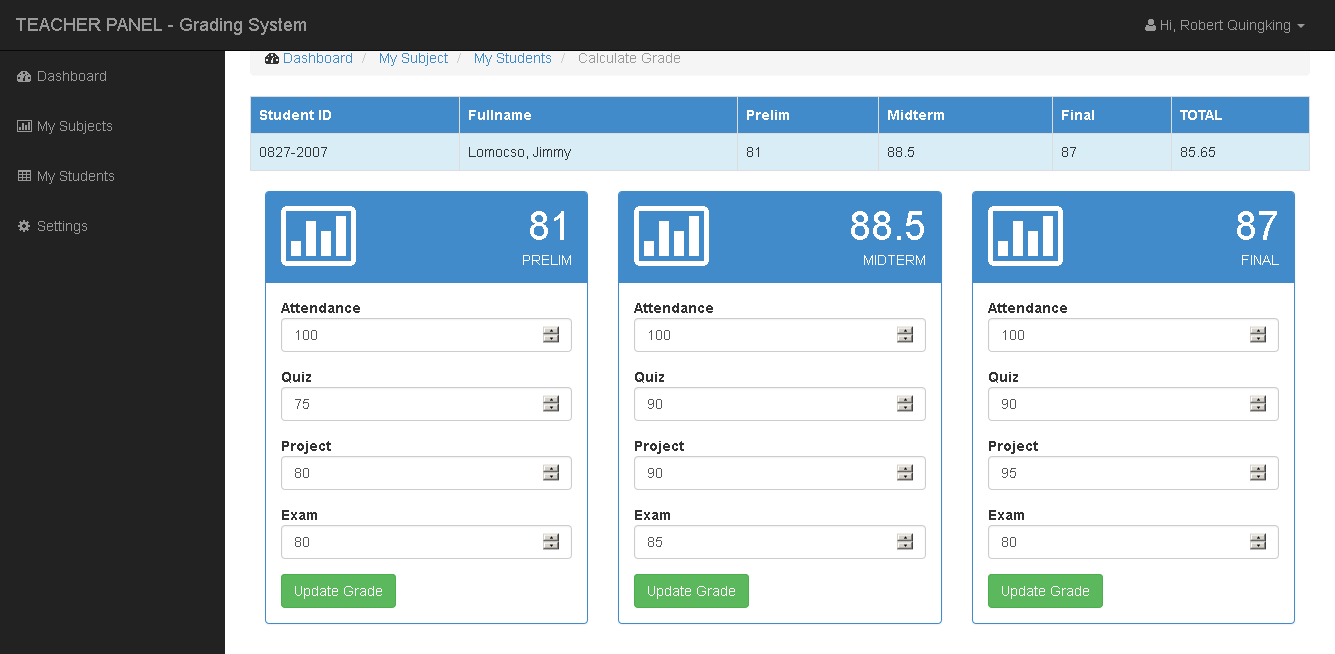 TEACHER PANEL - Grading System
Hi, Robert Quingking
Dashboard
My Subjects
My Students
Settings
Dashboard / My Subject / My Students / Calculate Grade
Student ID Fullname Prelim Midterm Final TOTAL
0827-2007 Lomocso, Jimmy 81 88.5 87 85.65
81
PRELIM
Attendance
100
Quiz
75
Project
80
Exam
80
Update Grade
88.5
MIDTERM
Attendance
100
Quiz
90
Project
90
Exam
85
Update Grade
87
FINAL
Attendance
100
Quiz
90
Project
95
Exam
80
Update Grade